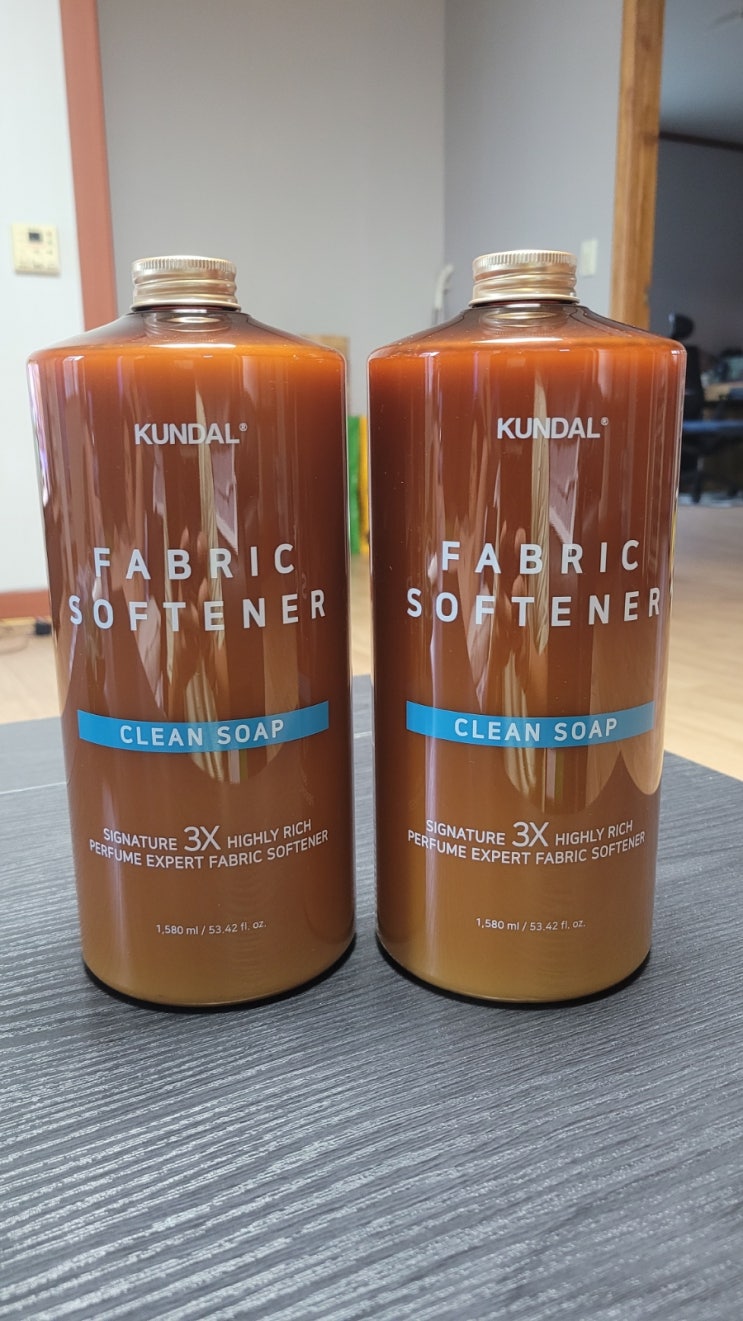 KUNDAL®
FABRIC
SOFTENER
CLEAN SOAP
SIGNATURE 3X HIGHLY RICH
PERFUME EXPERT FABRIC SOFTENER
1,580 ml / 53.42 fl. oz.
KUNDAL®
FABRIC
SOFTENER
CLEAN SOAP
SIGNATURE 3X HIGHLY RICH
PERFUME EXPERT FABRIC SOFTENER
1,580 ml / 53.42 fl. oz.